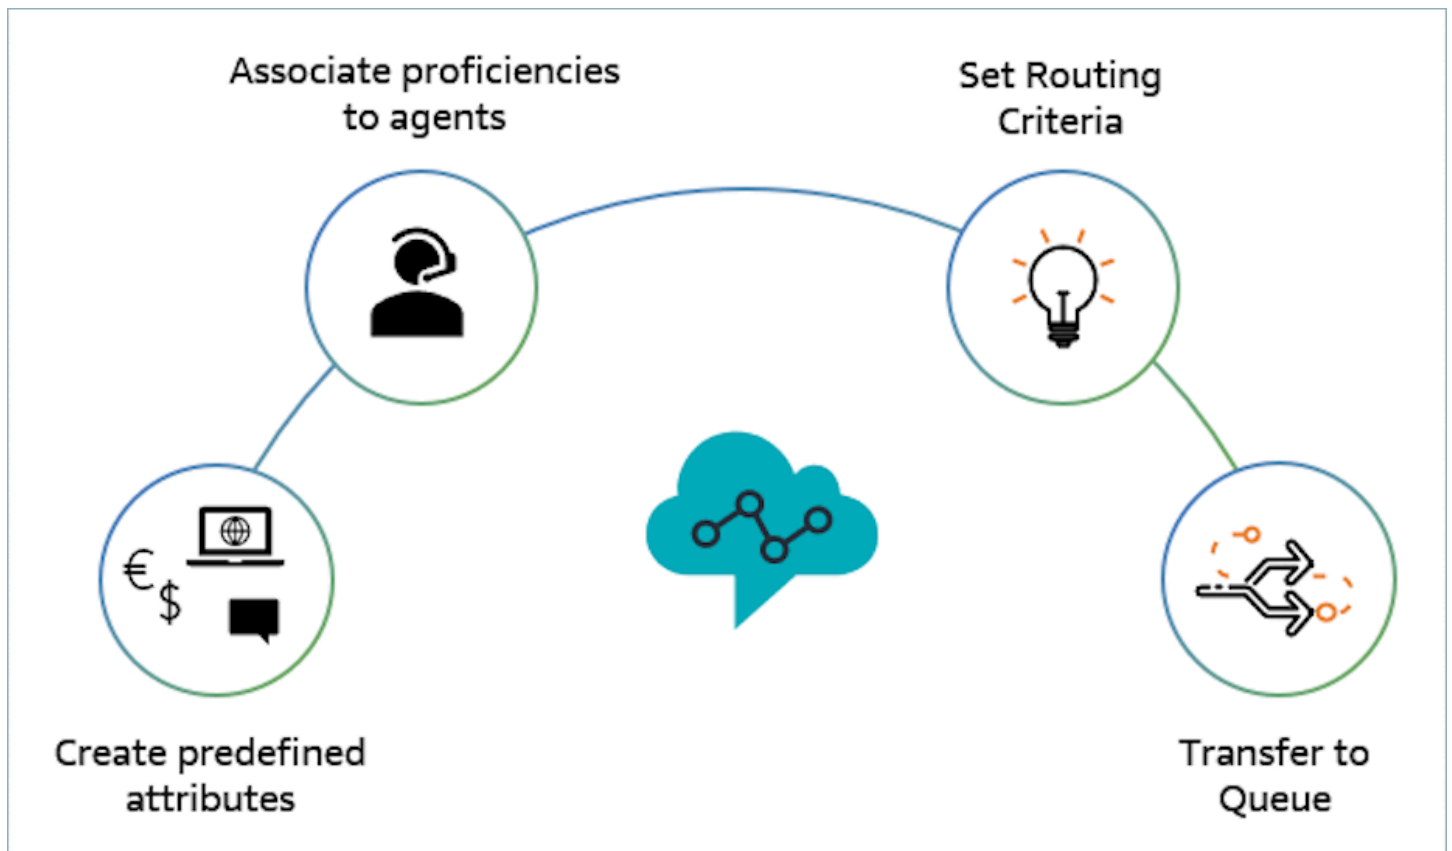 Associate proficiencies
to agents
Set Routing
Criteria
€
$
Create predefined
attributes
Transfer to
Queue